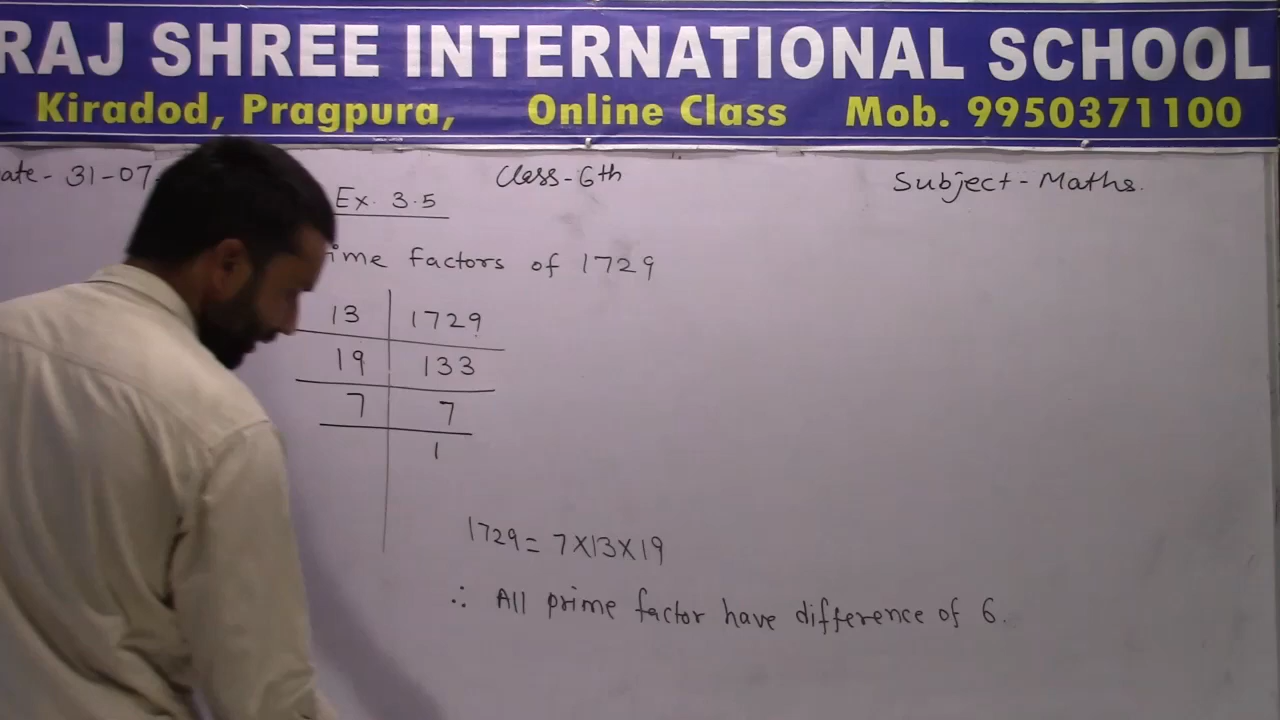 RAJ SHREE INTERNATIONAL SCHOOL
Kiradod, Pragpura, Online Class Mob. 9950371100
ate- 31-07- Class-6th Subject-Maths.
Ex. 3.5
ime factors of 1729
13 1729
19 133
7 7
1
1729 = 7×13×19
∴ All prime factor have difference of 6.